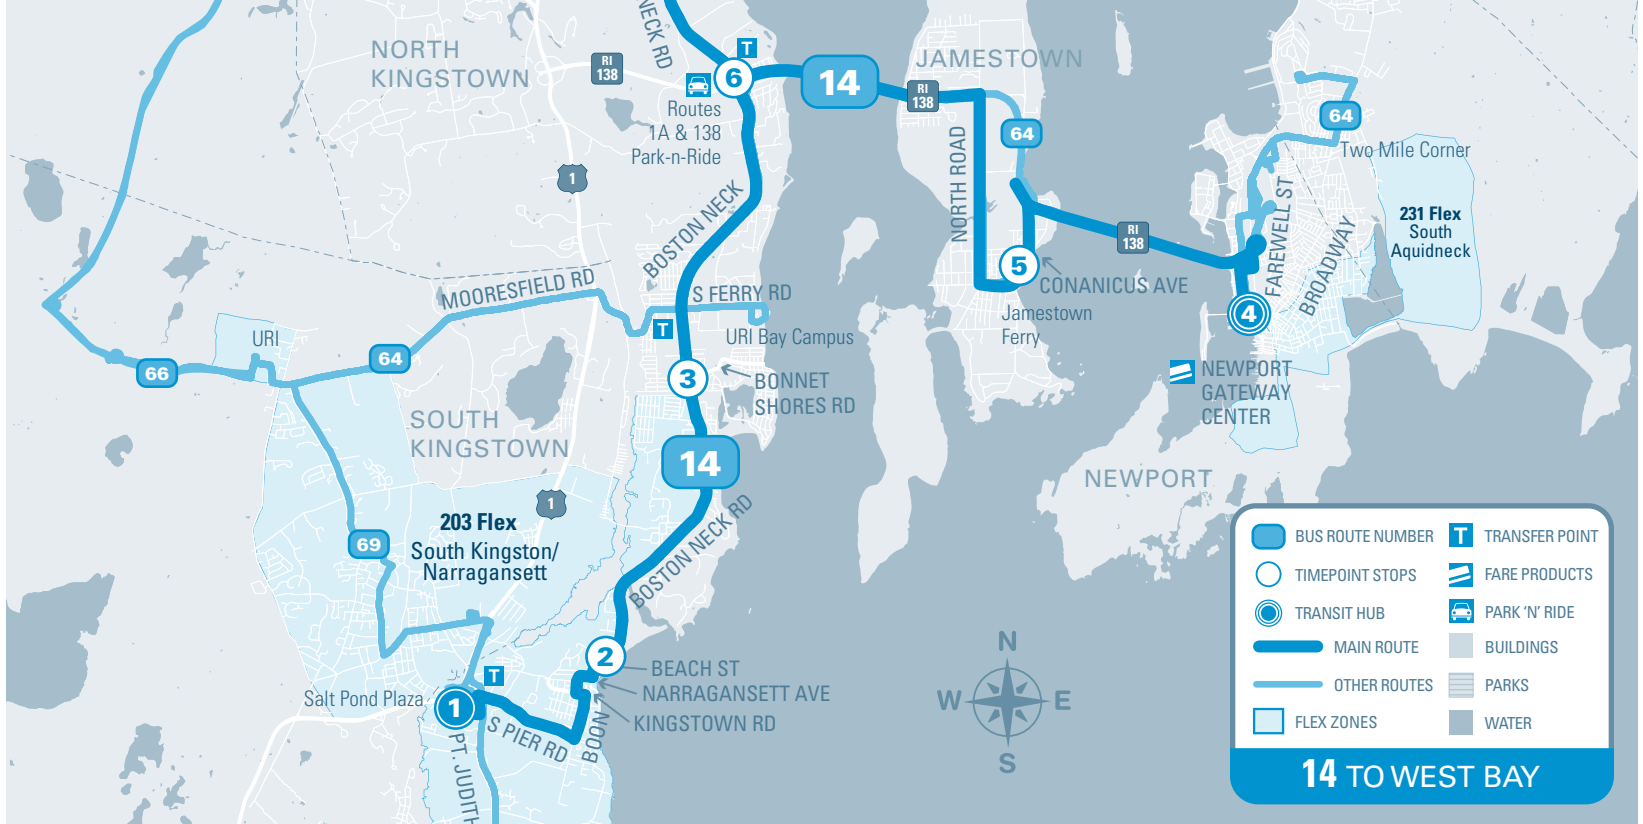 NORTH
KINGSTOWN
NECK RD
T
RI
138
6
Routes
1A & 138
Park-n-Ride
14
JAMESTOWN
RI
138
64
NORTH ROAD
64
Two Mile Corner
1
BOSTON NECK
RI
138
FAREWELL ST
BROADWAY
231 Flex
South
Aquidneck
5
CONANICUS AVE
Jamestown
Ferry
4
MOORESFIELD RD
S FERRY RD
T
URI Bay Campus
URI
66
64
3
BONNET
SHORES RD
NEWPORT
GATEWAY
CENTER
SOUTH
KINGSTOWN
14
NEWPORT
1
203 Flex
South Kingston/
Narragansett
69
BOSTON NECK RD
2
BEACH ST
NARRAGANSETT AVE
KINGSTOWN RD
T
Salt Pond Plaza
1
S PIER RD
BOON
PT. JUDITH
N
W
E
S
BUS ROUTE NUMBER
T TRANSFER POINT
TIMEPOINT STOPS
FARE PRODUCTS
TRANSIT HUB
PARK 'N' RIDE
MAIN ROUTE
BUILDINGS
OTHER ROUTES
PARKS
FLEX ZONES
WATER
14 TO WEST BAY